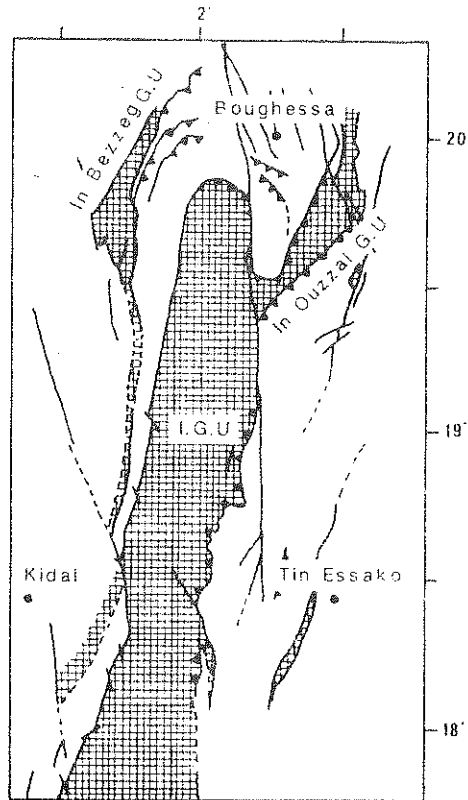 2°
In Bezzeg G.U
Boughessa
20
In Ouzzal G.U
I.G.U
19°
Kidal
Tin Essako
18°